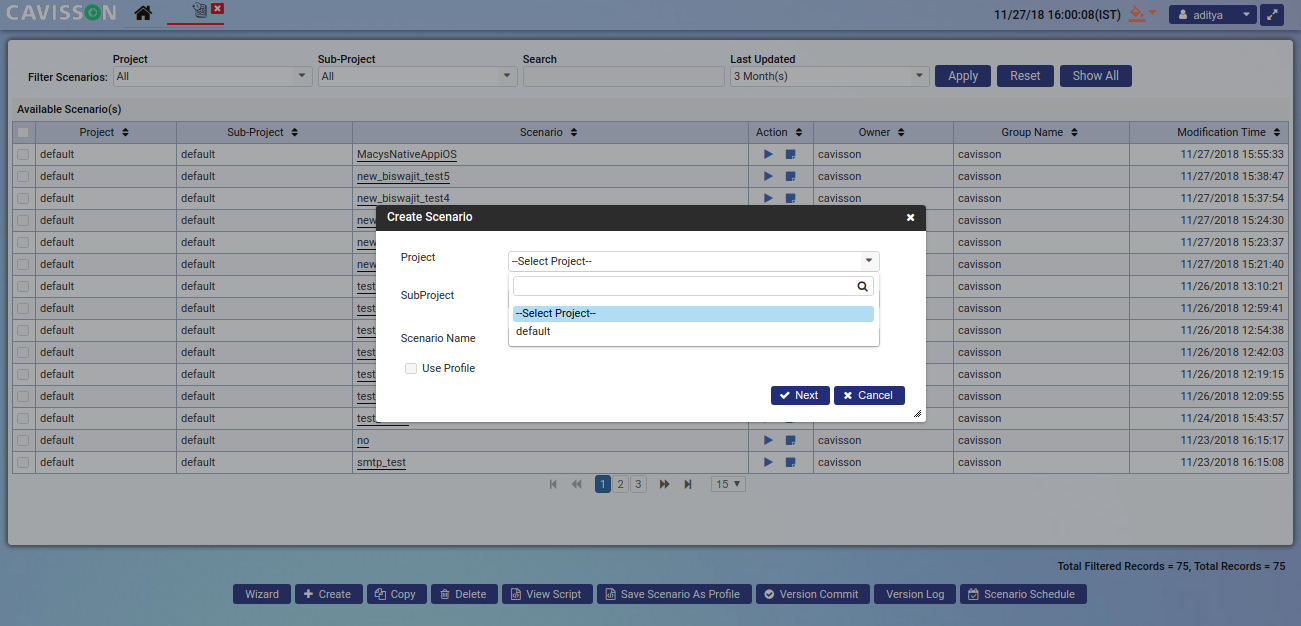 CAVISSON
11/27/18 16:00:08(IST)
aditya
Project
Sub-Project
Search
Last Updated
Filter Scenarios:
All
All
3 Month(s)
Apply
Reset
Show All
Available Scenario(s)
Project Sub-Project Scenario Action Owner Group Name Modification Time
default default MacysNativeAppiOS cavisson cavisson 11/27/2018 15:55:33
default default new_biswajit_test5 cavisson cavisson 11/27/2018 15:38:47
default default new_biswajit_test4 cavisson cavisson 11/27/2018 15:37:54
default default new cavisson 11/27/2018 15:24:30
default default new cavisson 11/27/2018 15:23:37
default default new cavisson 11/27/2018 15:21:40
default default test cavisson 11/26/2018 13:10:21
default default test cavisson 11/26/2018 12:59:41
default default test cavisson 11/26/2018 12:54:38
default default test cavisson 11/26/2018 12:42:03
default default test cavisson 11/26/2018 12:19:15
default default test cavisson 11/26/2018 12:09:55
default default test_ cavisson 11/24/2018 15:43:57
default default no cavisson cavisson 11/23/2018 16:15:17
default default smtp_test cavisson cavisson 11/23/2018 16:15:08
Create Scenario
Project
--Select Project--
SubProject
--Select Project--
default
Scenario Name
Use Profile
Next
Cancel
1 2 3 15
Total Filtered Records = 75, Total Records = 75
Wizard
Create
Copy
Delete
View Script
Save Scenario As Profile
Version Commit
Version Log
Scenario Schedule